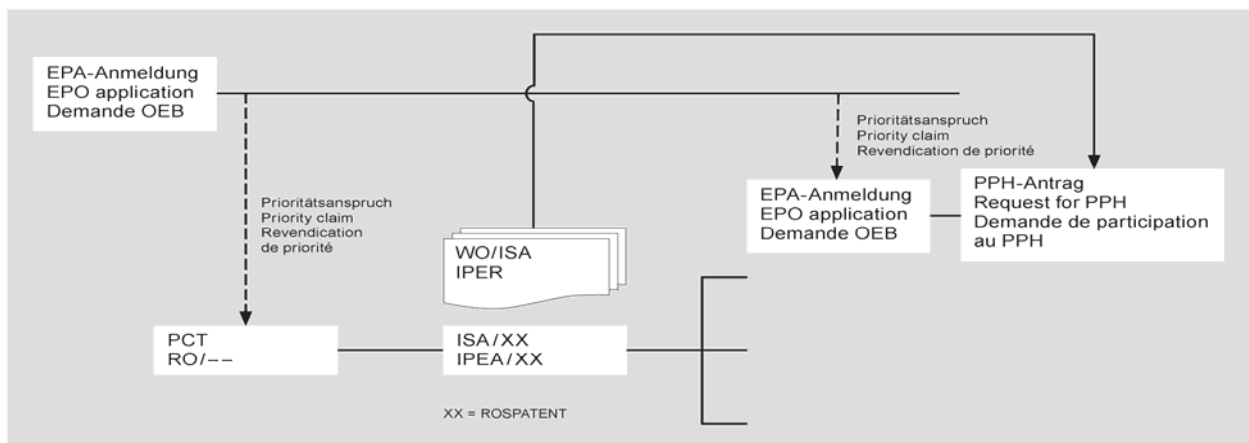 EPA-Anmeldung
EPO application
Demande OEB
Prioritätsanspruch
Priority claim
Revendication de priorité
EPA-Anmeldung
EPO application
Demande OEB
PPH-Antrag
Request for PPH
Demande de participation
au PPH
Prioritätsanspruch
Priority claim
Revendication
de priorité
WO/ISA
IPER
PCT
RO/––
ISA/XX
IPEA/XX
XX = ROSPATENT